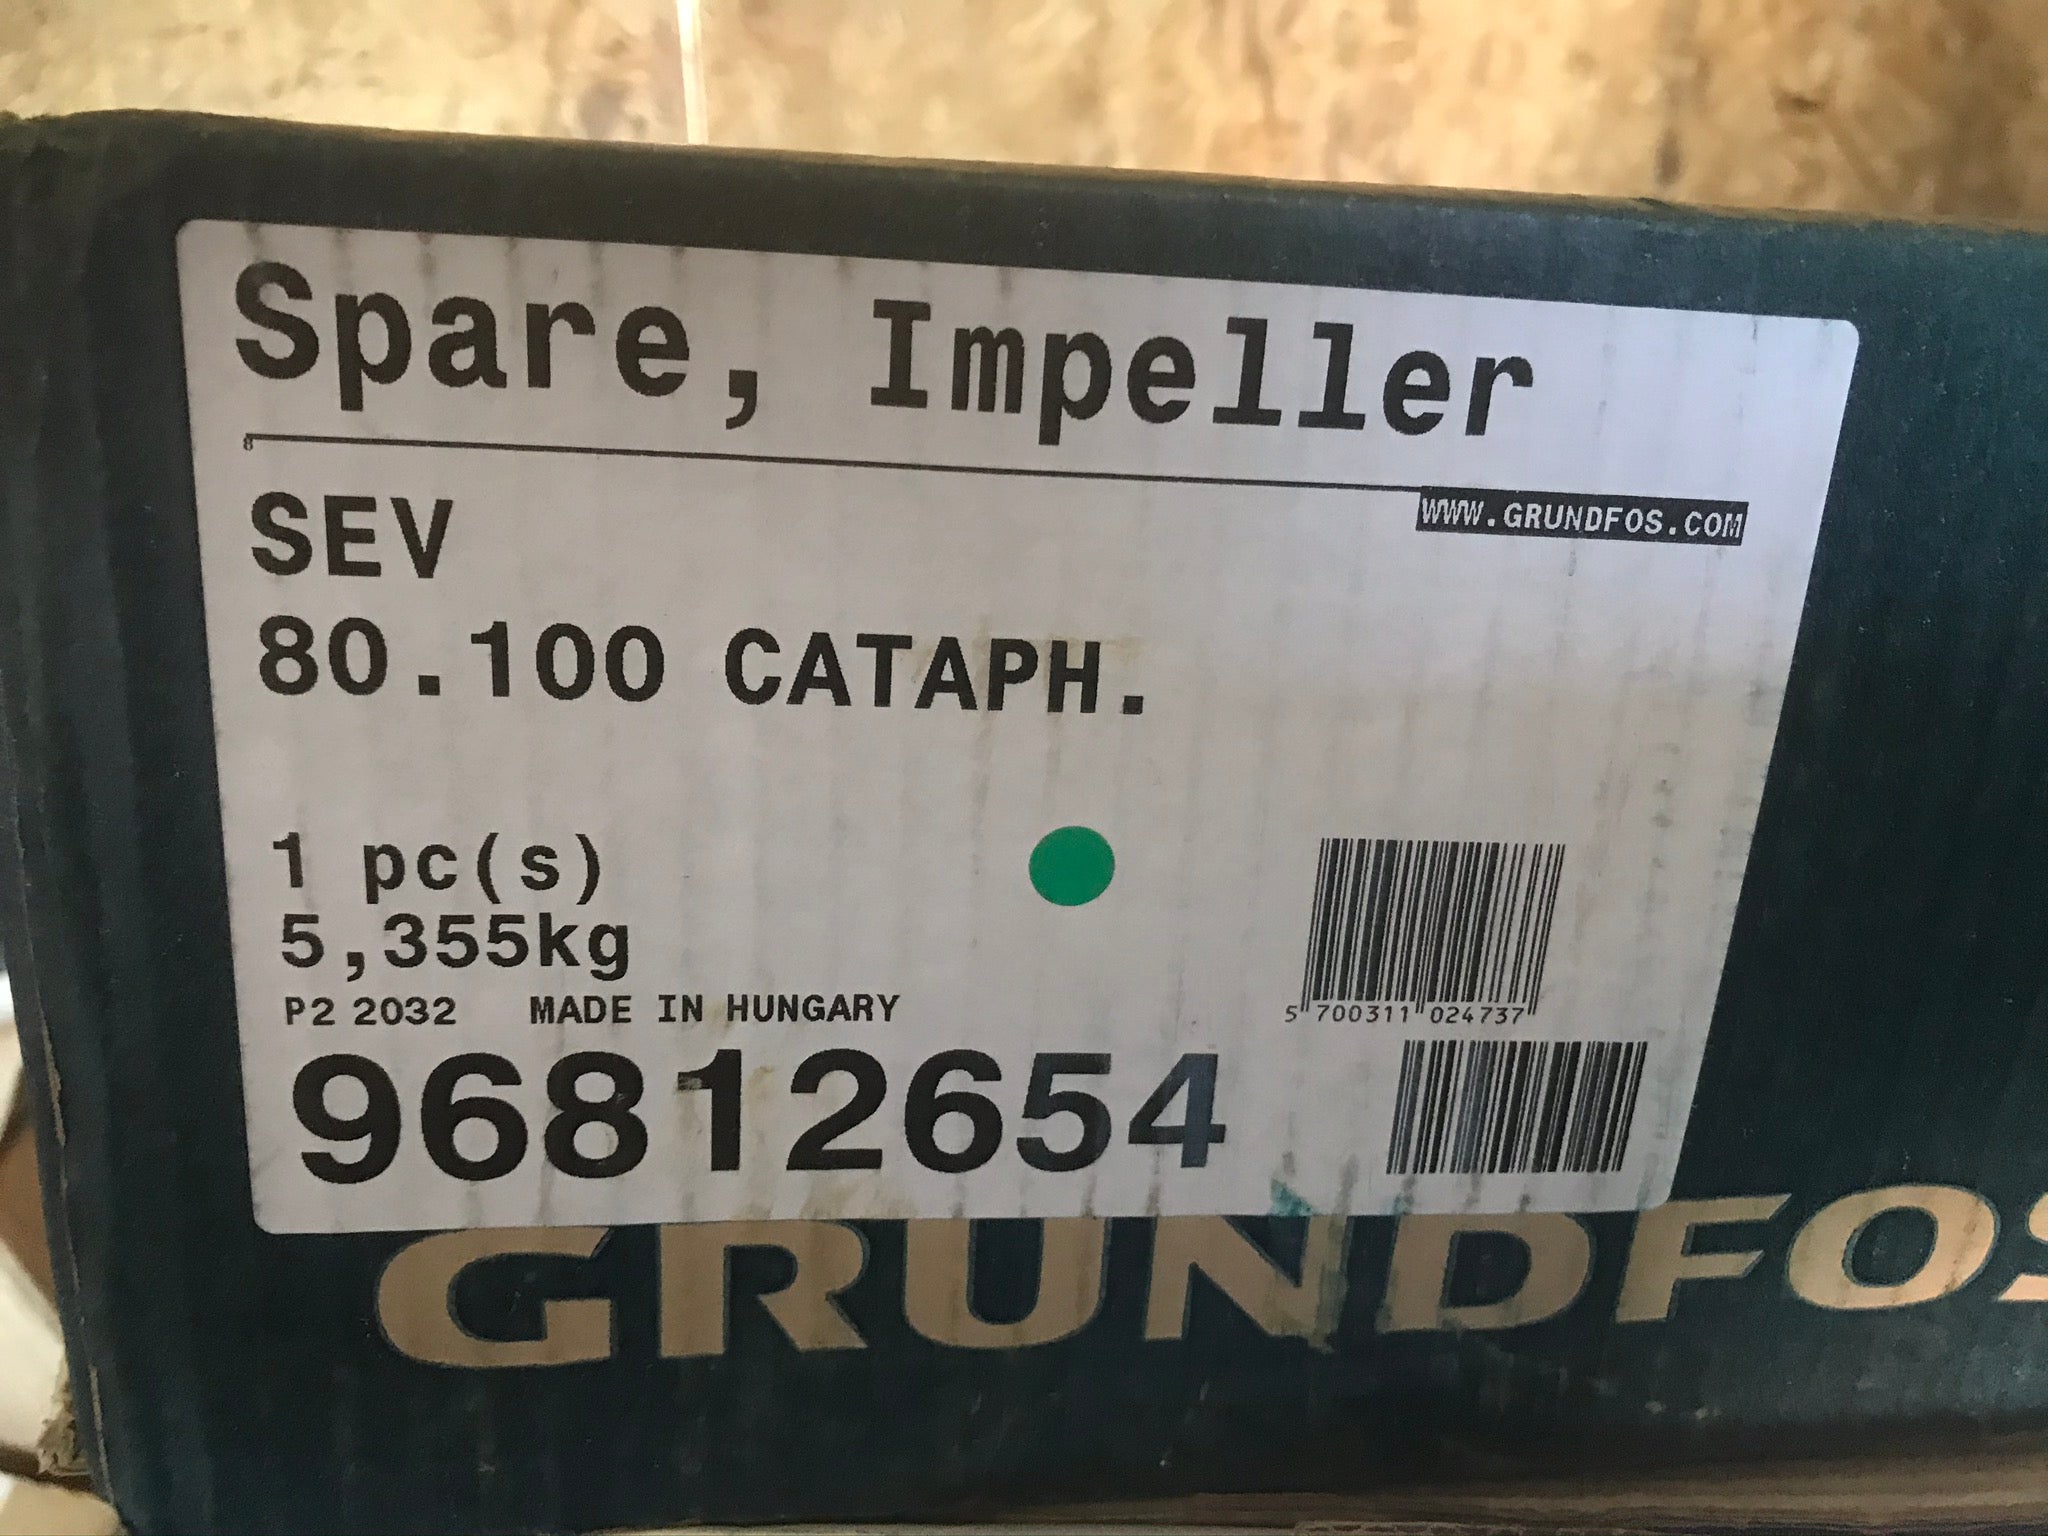 Spare, Impeller
8
WWW.GRUNDFOS.COM
SEV
80.100 CATAPH.
1 pc(s)
5,355kg
P2 2032 MADE IN HUNGARY
5 700311 024737
96812654
GRUNDFOS